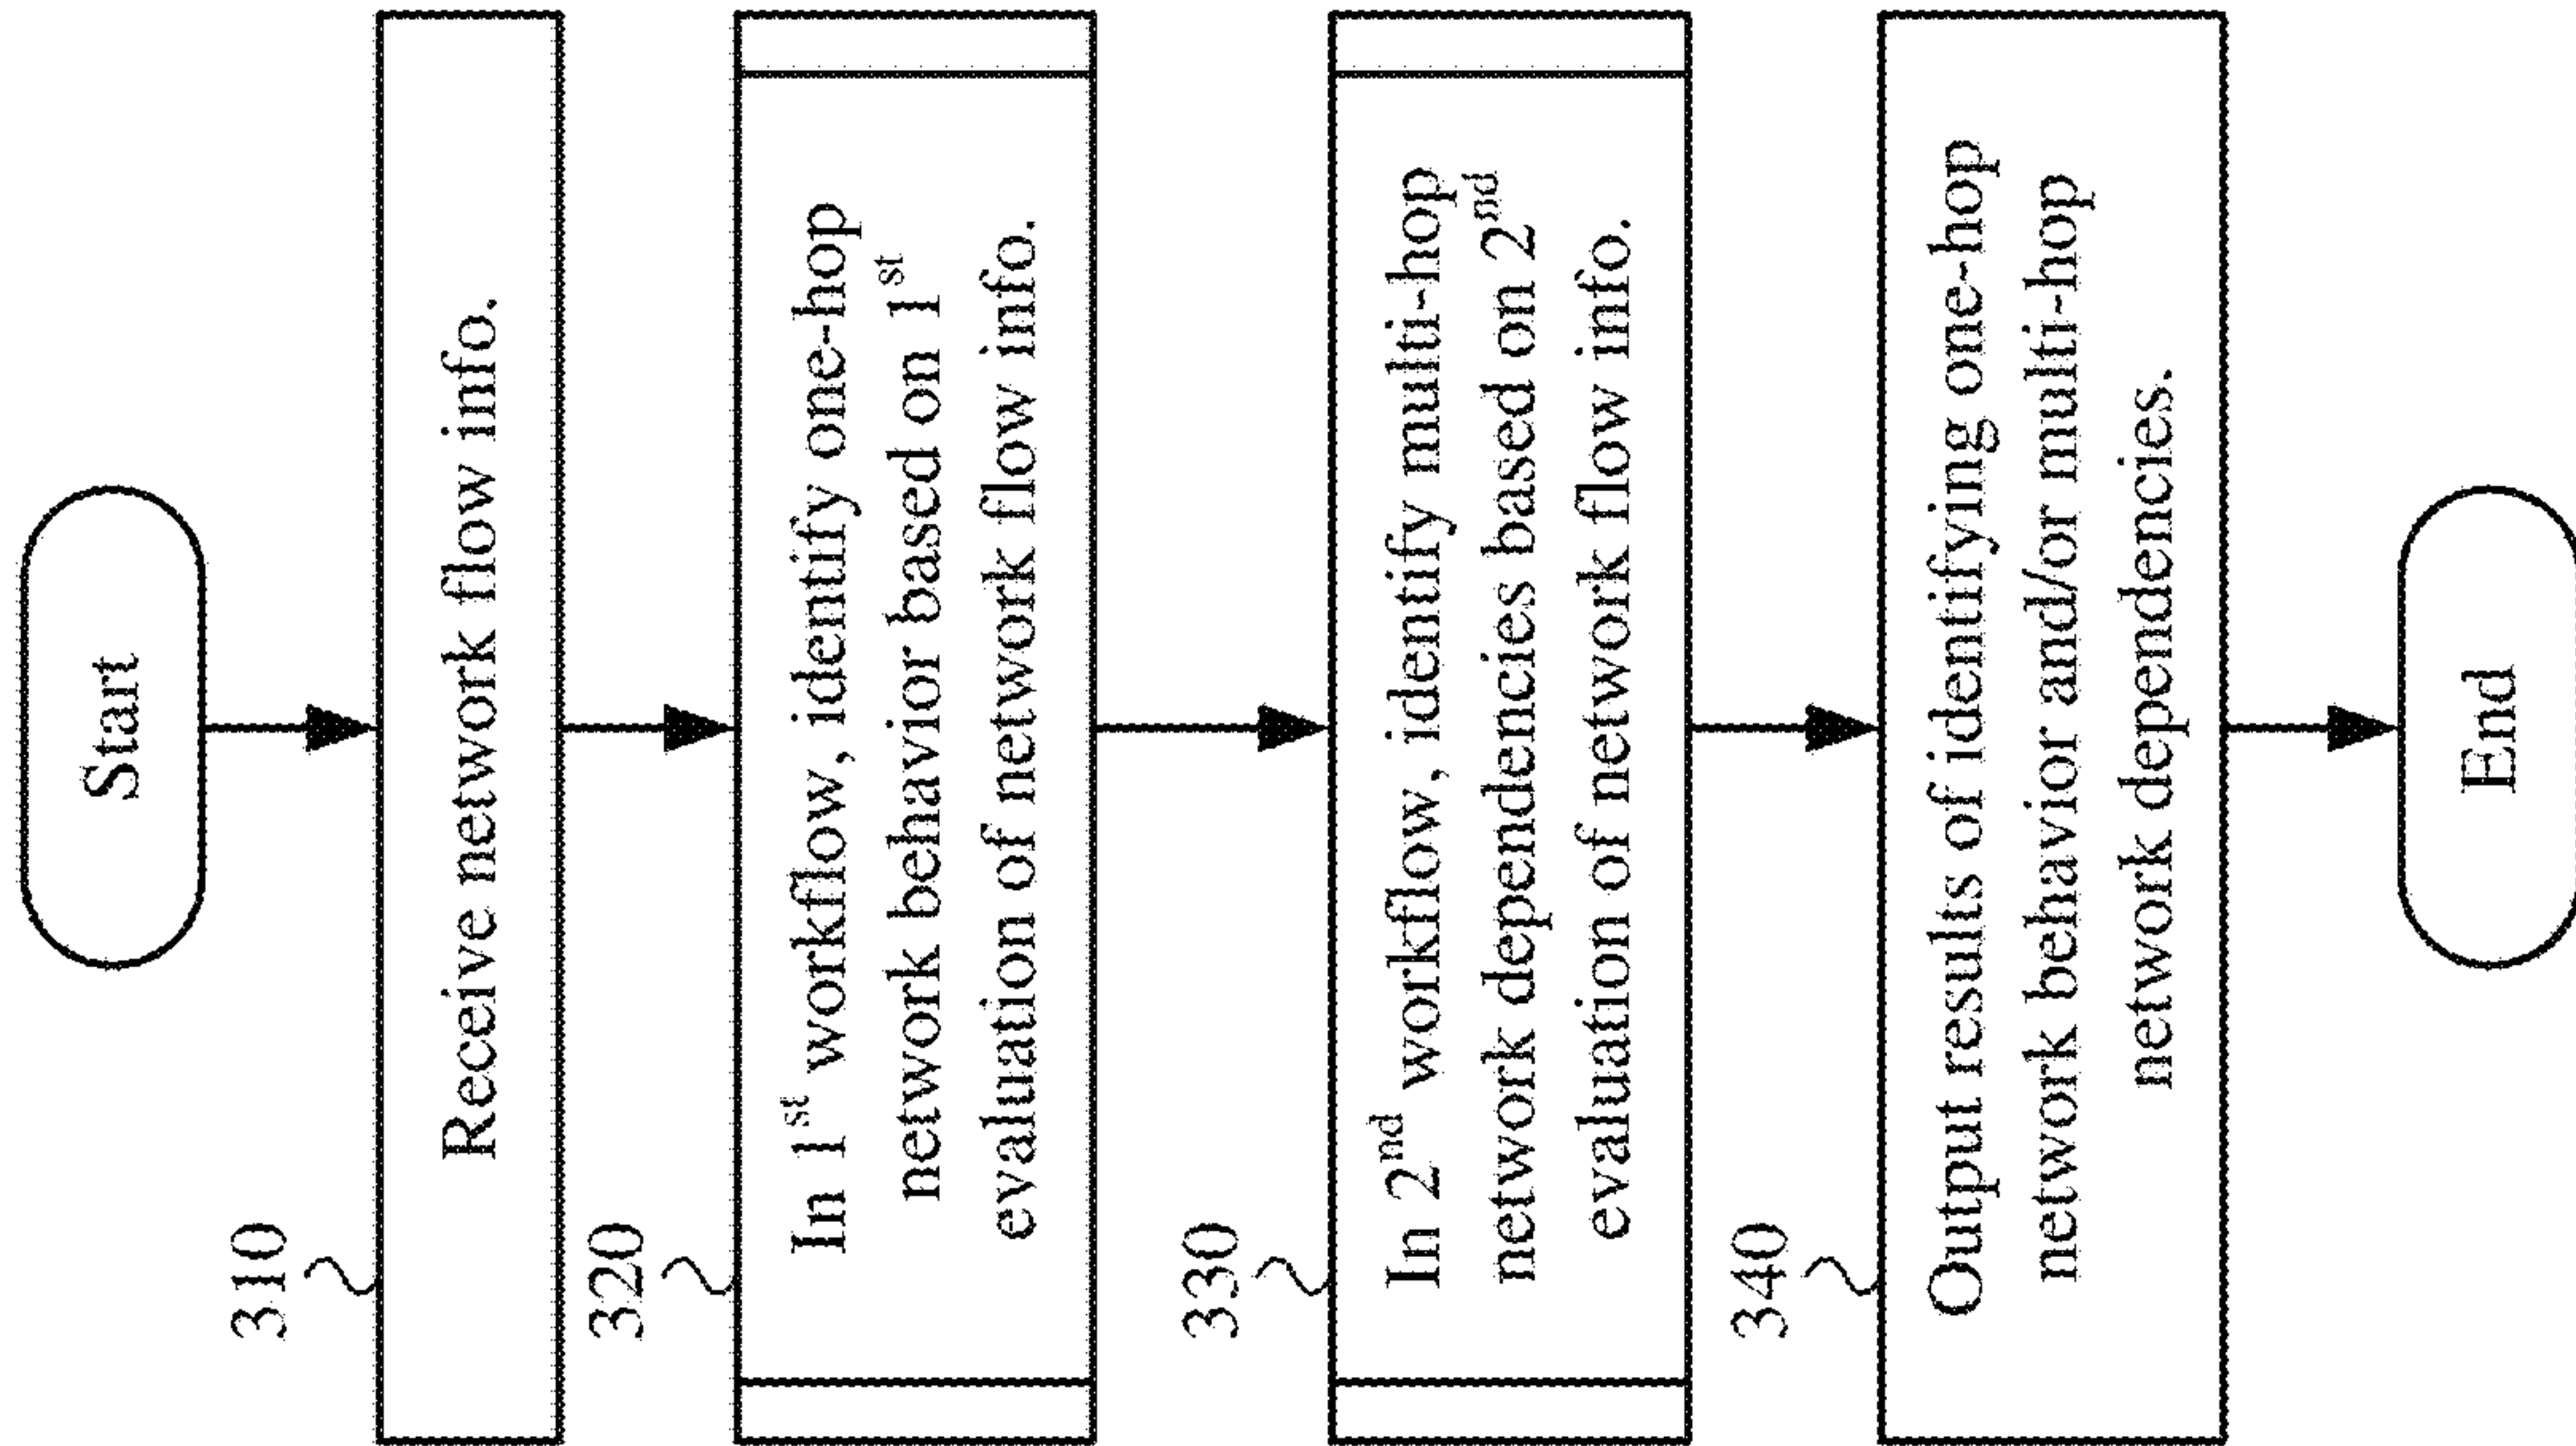 Start
310
Receive network flow info.
320
In 1st workflow, identify one-hop
network behavior based on 1st
evaluation of network flow info.
330
In 2nd workflow, identify multi-hop
network dependencies based on 2nd
evaluation of network flow info.
340
Output results of identifying one-hop
network behavior and/or multi-hop
network dependencies.
End